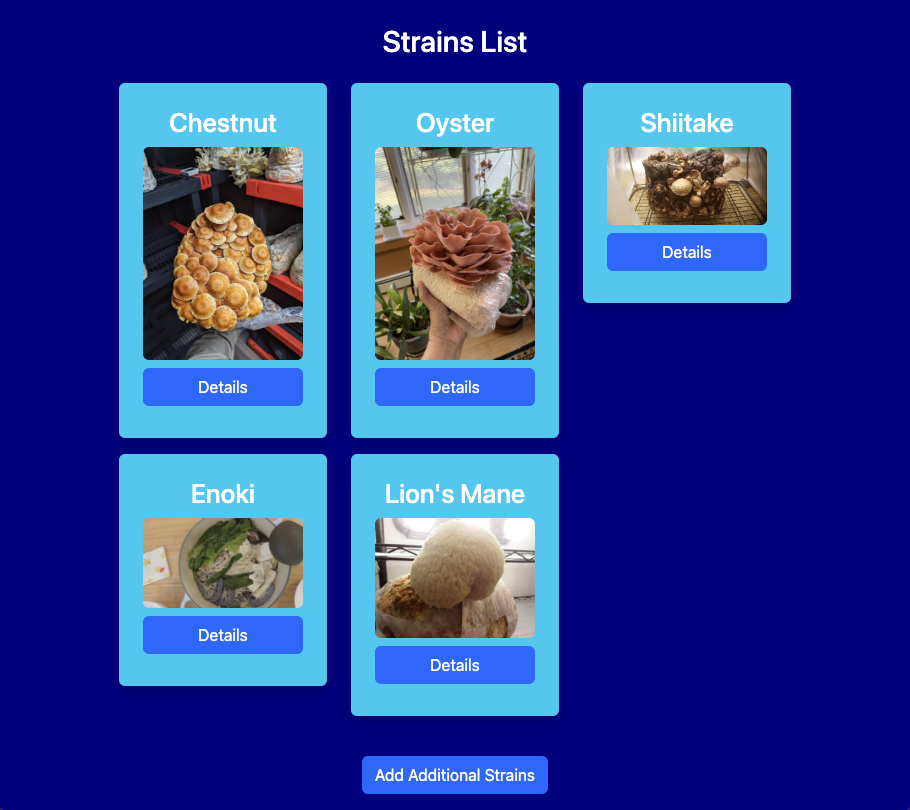 Strains List
Chestnut
Details
Oyster
Details
Shiitake
Details
Enoki
Details
Lion's Mane
Details
Add Additional Strains